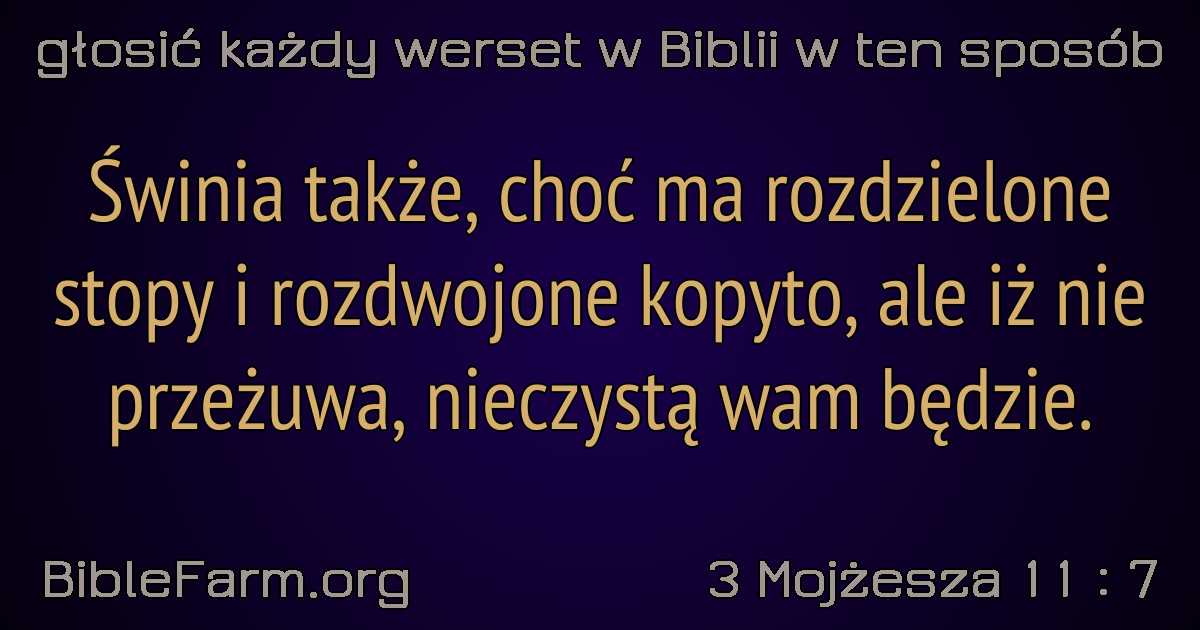 głosić każdy werset w Biblii w ten sposób
Świnia także, choć ma rozdzielone
stopy i rozdwojone kopyto, ale iż nie
przeżuwa, nieczystą wam będzie.
BibleFarm.org
3 Mojżesza 11 : 7